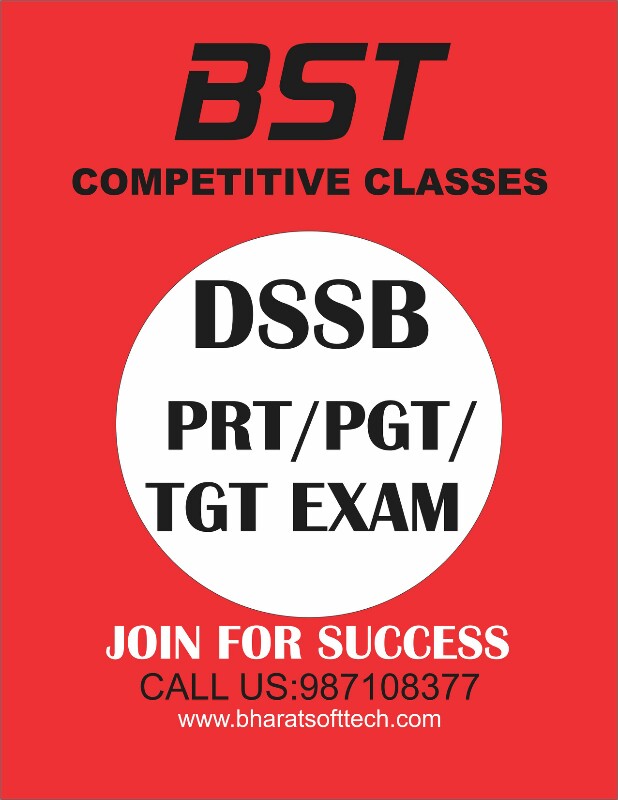 BST
COMPETITIVE CLASSES
DSSB
PRT/PGT/
TGT EXAM
JOIN FOR SUCCESS
CALL US:987108377
www.bharatsofttech.com